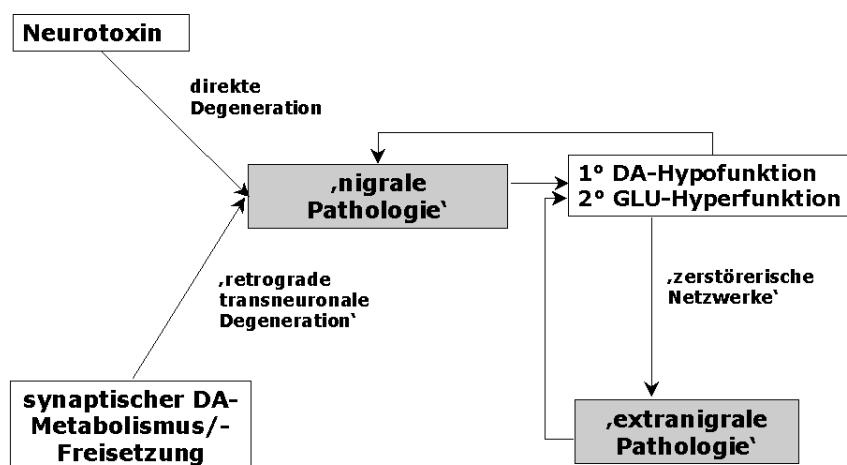 Neurotoxin
direkte
Degeneration
‚nigrale
Pathologie‘
1° DA-Hypofunktion
2° GLU-Hyperfunktion
‚retrograde
transneuronale
Degeneration‘
‚zerstörerische
Netzwerke‘
synaptischer DA-
Metabolismus/-
Freisetzung
‚extranigrale
Pathologie‘